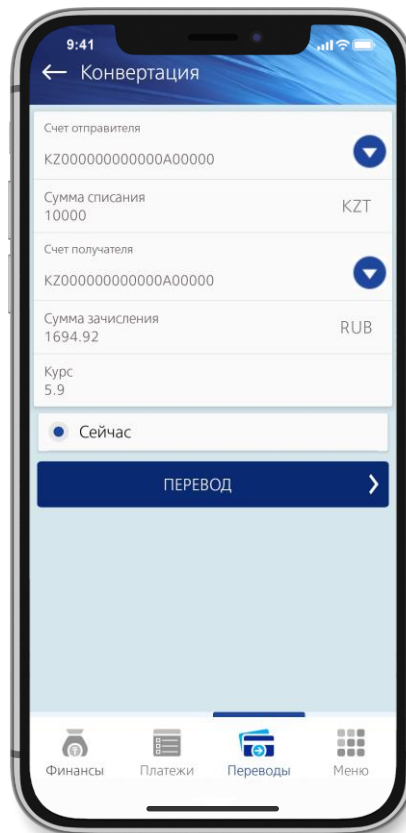 9:41
← Конвертация
Счет отправителя
KZ000000000000A00000
Сумма списания
10000
KZT
Счет получателя
KZ000000000000A00000
Сумма зачисления
1694.92
RUB
Курс
5.9
Сейчас
ПЕРЕВОД
Финансы Платежи Переводы Меню